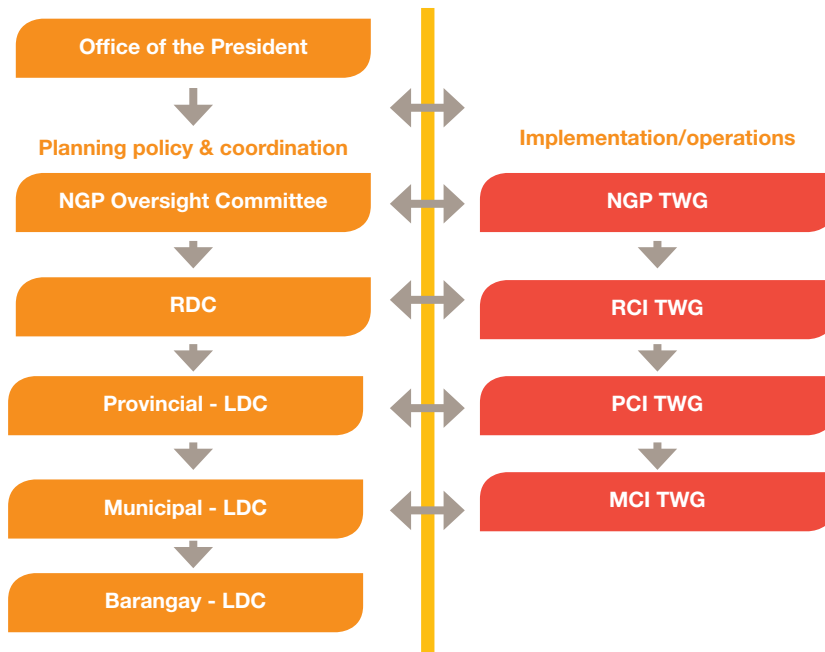 Office of the President
Planning policy & coordination
NGP Oversight Committee
RDC
Provincial - LDC
Municipal - LDC
Barangay - LDC
Implementation/operations
NGP TWG
RCI TWG
PCI TWG
MCI TWG